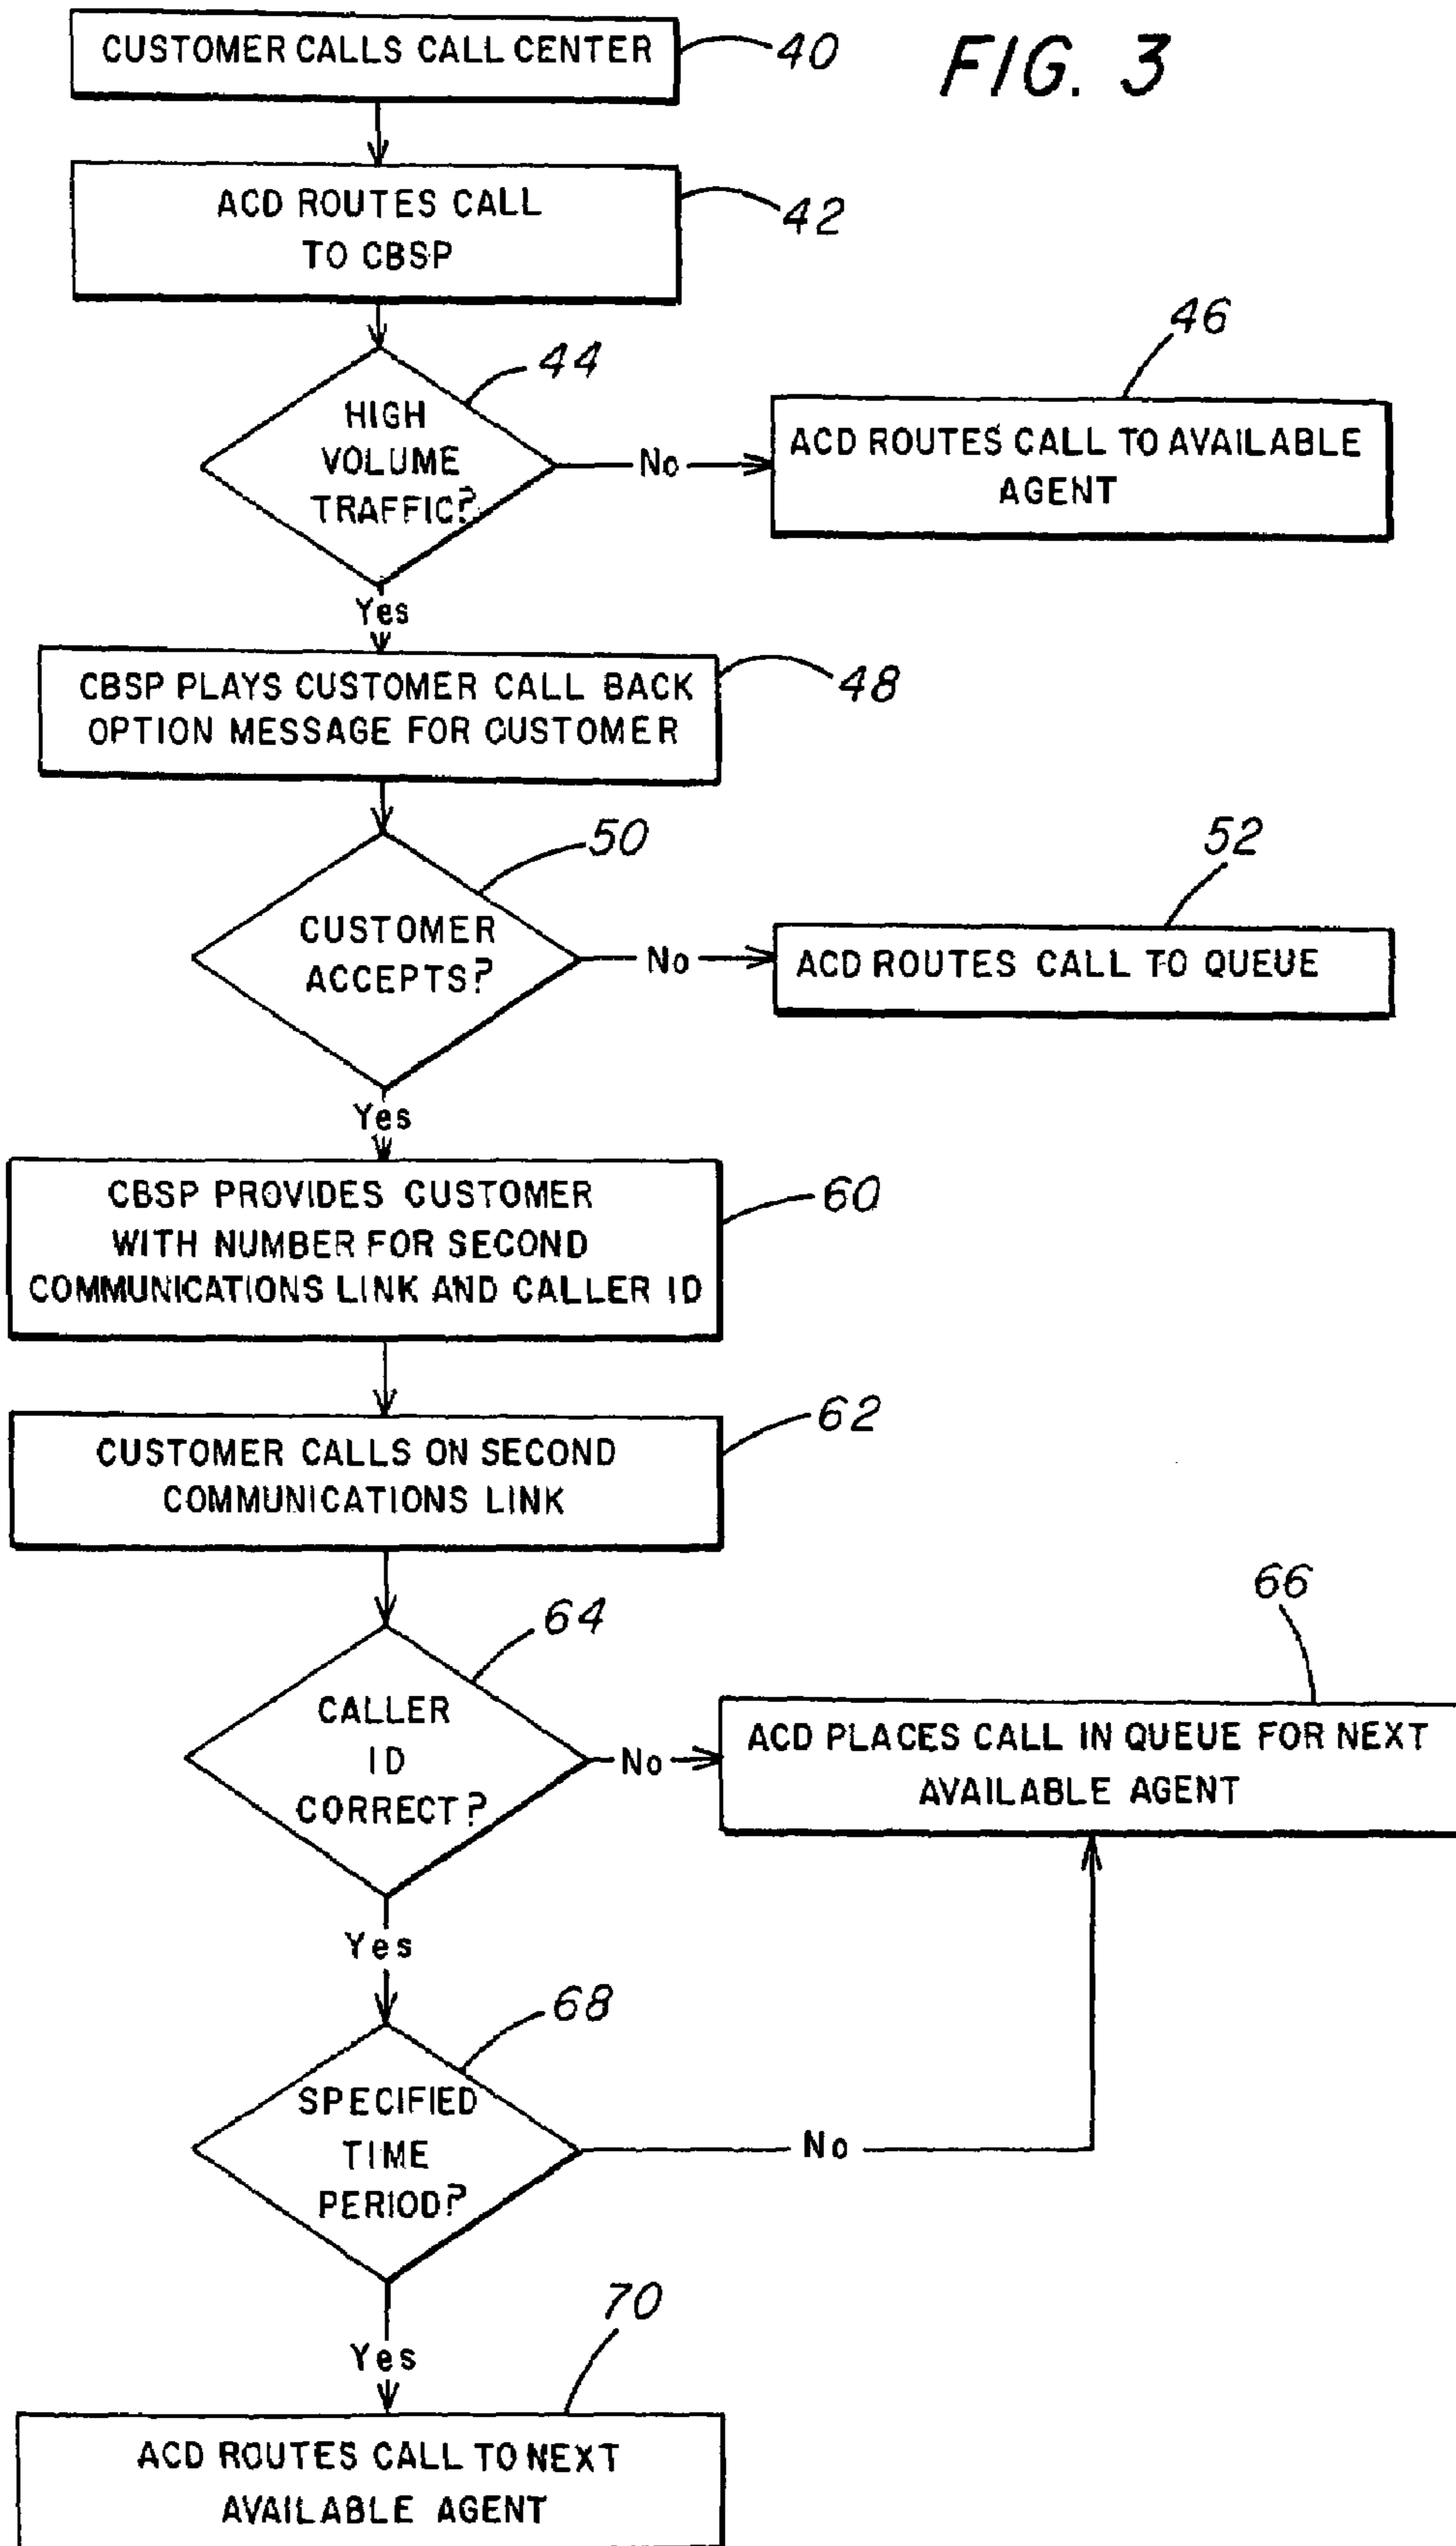 CUSTOMER CALLS CALL CENTER
40
FIG. 3
ACD ROUTES CALL
TO CBSP
42
44
HIGH
VOLUME
TRAFFIC?
No
46
ACD ROUTES CALL TO AVAILABLE
AGENT
Yes
CBSP PLAYS CUSTOMER CALL BACK
OPTION MESSAGE FOR CUSTOMER
48
50
CUSTOMER
ACCEPTS?
No
52
ACD ROUTES CALL TO QUEUE
Yes
CBSP PROVIDES CUSTOMER
WITH NUMBER FOR SECOND
COMMUNICATIONS LINK AND CALLER ID
60
CUSTOMER CALLS ON SECOND
COMMUNICATIONS LINK
62
64
CALLER
ID
CORRECT?
No
66
ACD PLACES CALL IN QUEUE FOR NEXT
AVAILABLE AGENT
Yes
68
SPECIFIED
TIME
PERIOD?
No
Yes
70
ACD ROUTES CALL TO NEXT
AVAILABLE AGENT